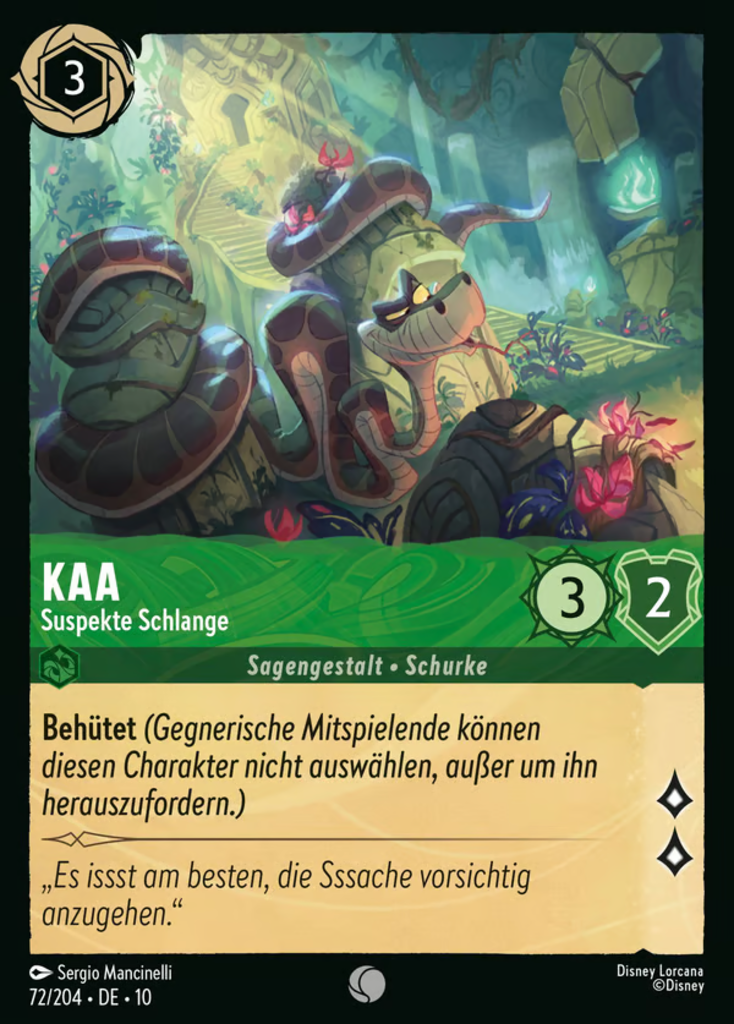 3
KAA
Suspekte Schlange
3
2
Sagengestalt • Schurke
Behütet (Gegnerische Mitspielende können
diesen Charakter nicht auswählen, außer um ihn
herauszufordern.)
„Es issst am besten, die Sssache vorsichtig
anzugehen.“
Sergio Mancinelli
72/204 • DE • 10
Disney Lorcana
©Disney